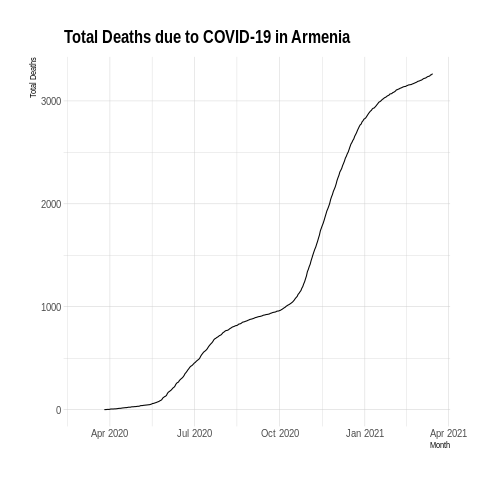 Total Deaths due to COVID-19 in Armenia
Total Deaths
3000
2000
1000
0
Apr 2020 Jul 2020 Oct 2020 Jan 2021 Apr 2021
Month